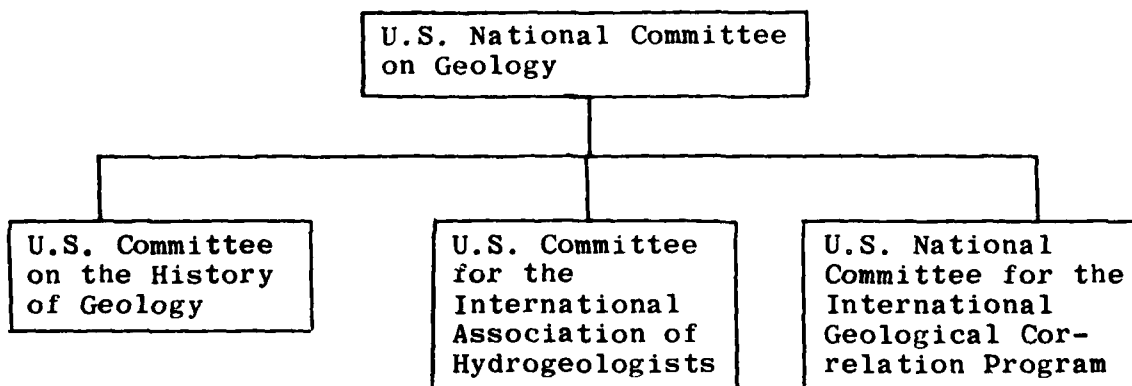 U.S. National Committee
on Geology
U.S. Committee
on the History
of Geology
U.S. Committee
for the
International
Association of
Hydrogeologists
U.S. National
Committee for the
International
Geological Cor-
relation Program